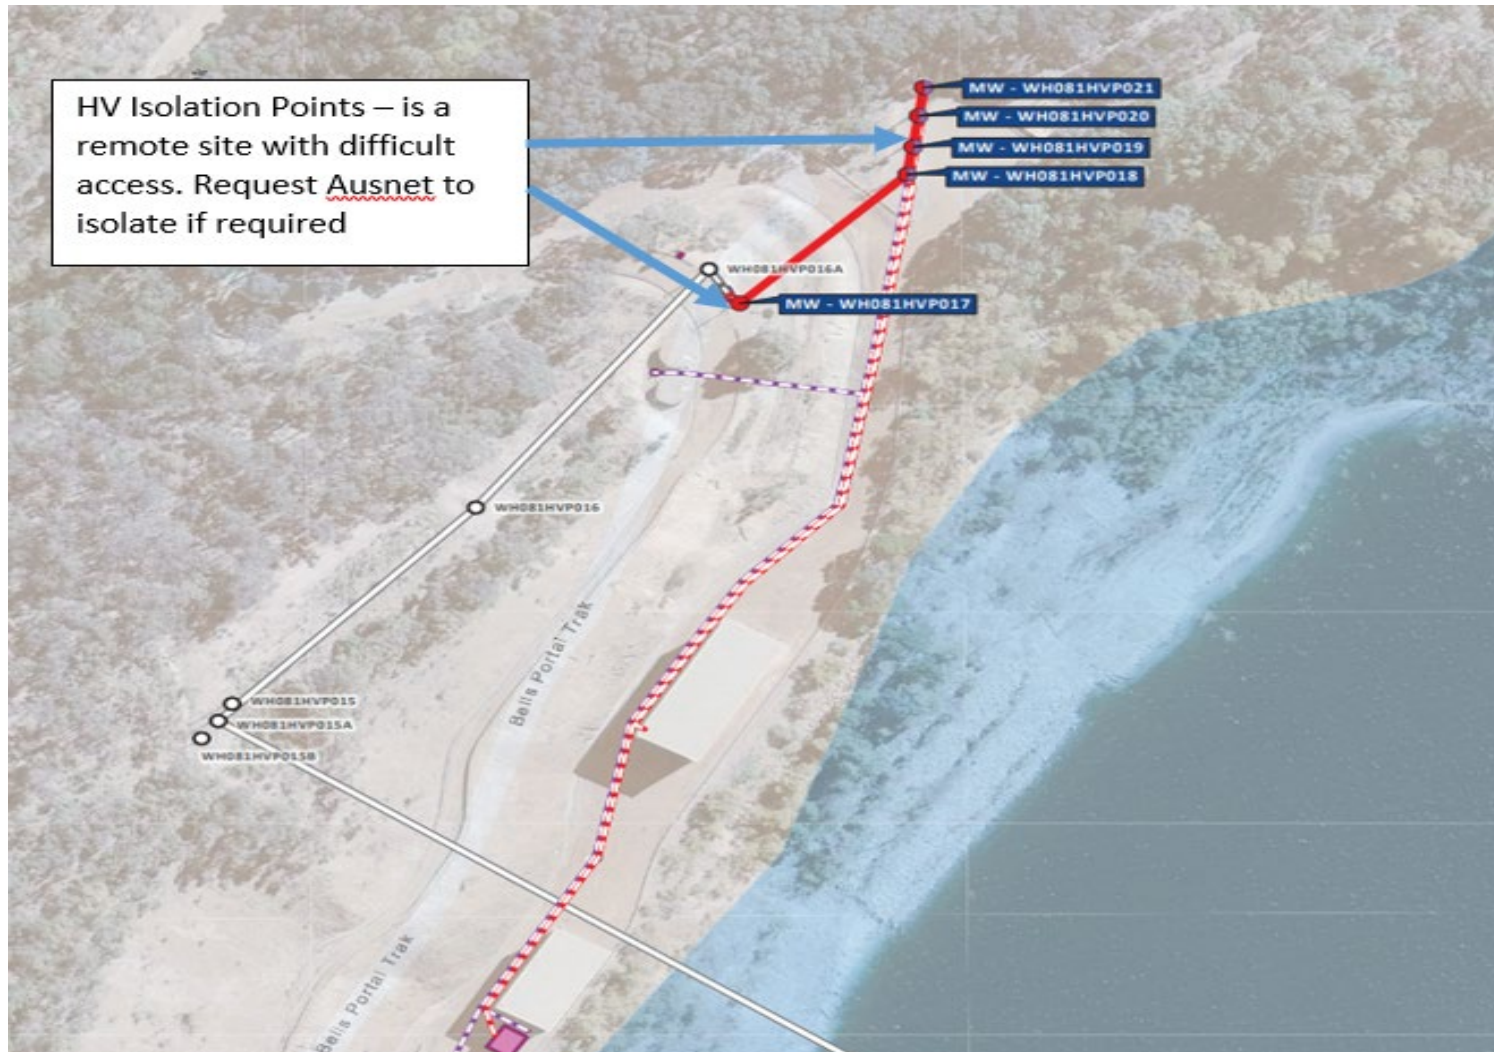 HV Isolation Points – is a
remote site with difficult
access. Request Ausnet to
isolate if required
MW - WH081HVP021
MW - WH081HVP020
MW - WH081HVP019
MW - WH081HVP018
WH081HVP016A
MW - WH081HVP017
WH081HVP016
Bells Portal Trak
WH081HVP015
WH081HVP015A
WH081HVP015B
Bells Portal Trak